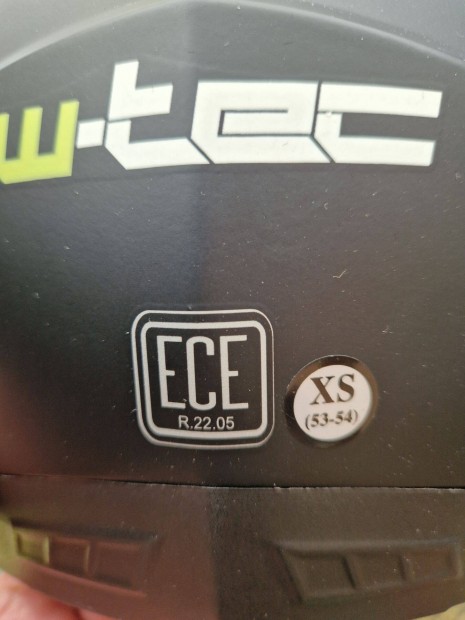 w-tec
ECE
R.22.05
XS
(53-54)